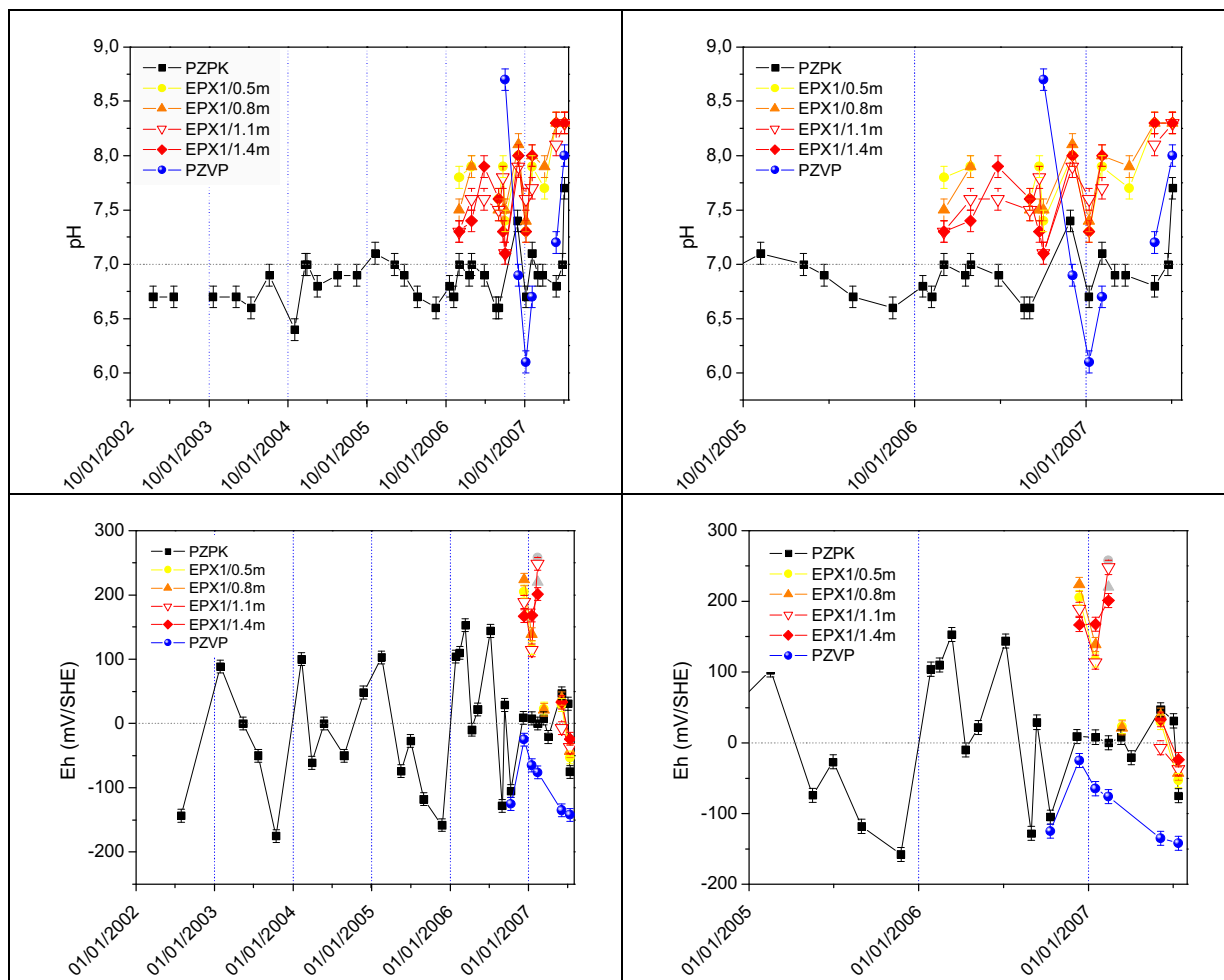 9,0
8,5
8,0
7,5
7,0
6,5
6,0
pH
PZPK
EPX1/0.5m
EPX1/0.8m
EPX1/1.1m
EPX1/1.4m
PZVP
10/01/2002
10/01/2003
10/01/2004
10/01/2005
10/01/2006
10/01/2007
9,0
8,5
8,0
7,5
7,0
6,5
6,0
pH
PZPK
EPX1/0.5m
EPX1/0.8m
EPX1/1.1m
EPX1/1.4m
PZVP
10/01/2005
10/01/2006
10/01/2007
300
200
100
0
-100
-200
Eh (mV/SHE)
PZPK
EPX1/0.5m
EPX1/0.8m
EPX1/1.1m
EPX1/1.4m
PZVP
01/01/2002
01/01/2003
01/01/2004
01/01/2005
01/01/2006
01/01/2007
300
200
100
0
-100
-200
Eh (mV/SHE)
PZPK
EPX1/0.5m
EPX1/0.8m
EPX1/1.1m
EPX1/1.4m
PZVP
01/01/2005
01/01/2006
01/01/2007